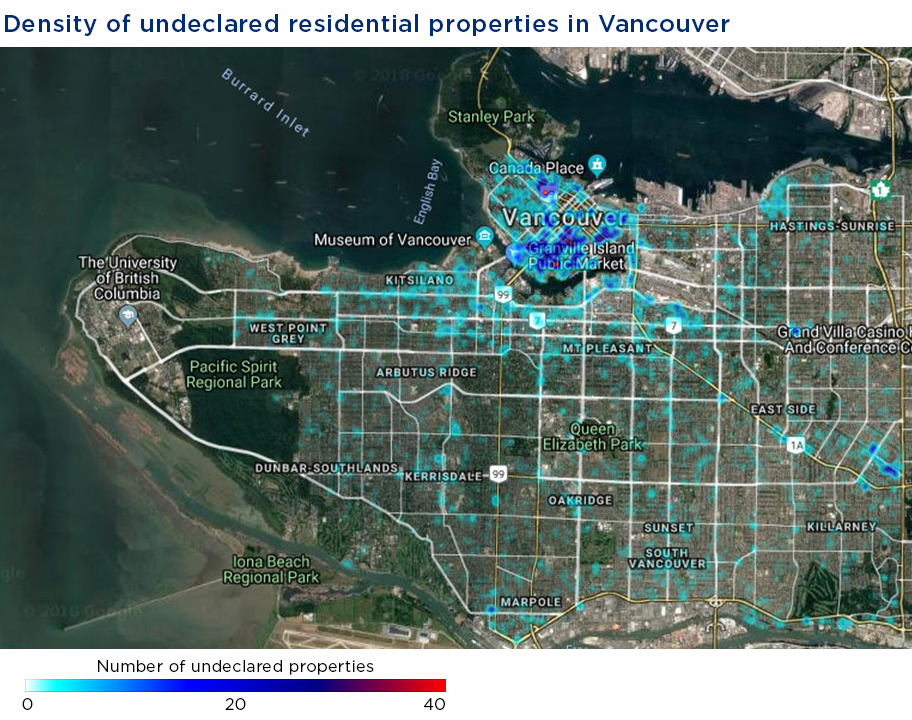 Density of undeclared residential properties in Vancouver
© 2018 Google
Burrard Inlet
Stanley Park
Canada Place
English Bay
1
Vancouver
HASTINGS-SUNRISE
Museum of Vancouver
Granville Island
Public Market
The University
of British
Columbia
KITSILANO
99
7
7
WEST POINT
GREY
Grand Villa Casino
And Conference C
MT PLEASANT
Pacific Spirit
Regional Park
ARBUTUS RIDGE
EAST SIDE
Queen
Elizabeth Park
1A
DUNBAR-SOUTHLANDS
KERRISDALE
99
OAKRIDGE
SUNSET
KILLARNEY
SOUTH
VANCOUVER
Iona Beach
Regional Park
gle
© 2018 Google
MARPOLE
Number of undeclared properties
0
20
40